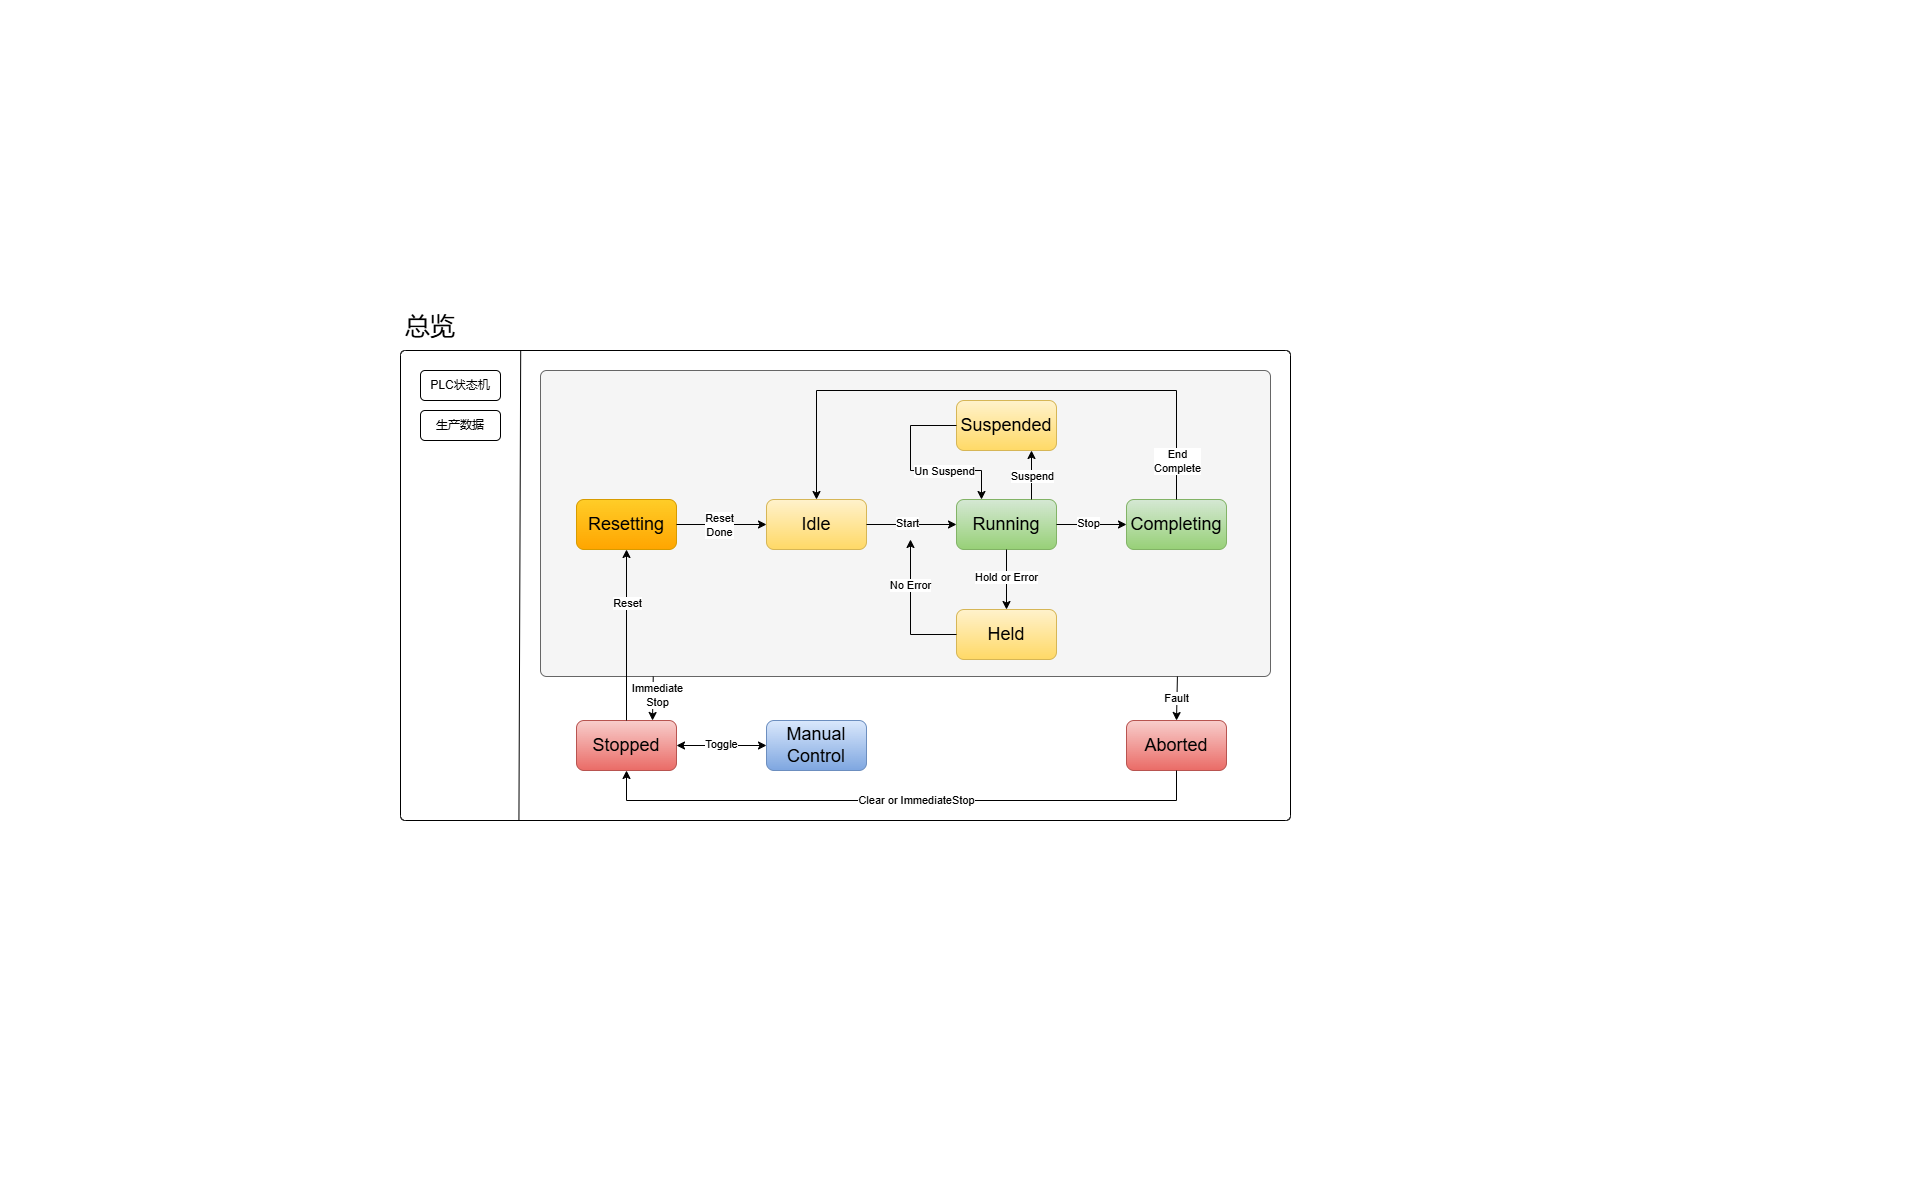 总览
PLC状态机
生产数据
Suspended
Un Suspend
Suspend
End
Complete
Resetting
Reset
Done
Idle
Start
Running
Stop
Completing
No Error
Hold or Error
Reset
Held
Immediate
Stop
Fault
Stopped
Toggle
Manual
Control
Aborted
Clear or ImmediateStop